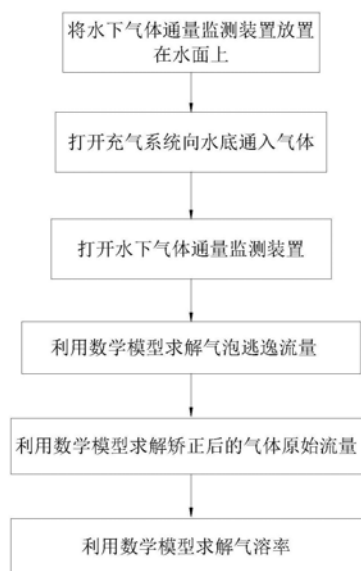 将水下气体通量监测装置放置
在水面上
打开充气系统向水底通入气体
打开水下气体通量监测装置
利用数学模型求解气泡逃逸流量
利用数学模型求解矫正后的气体原始流量
利用数学模型求解气溶率